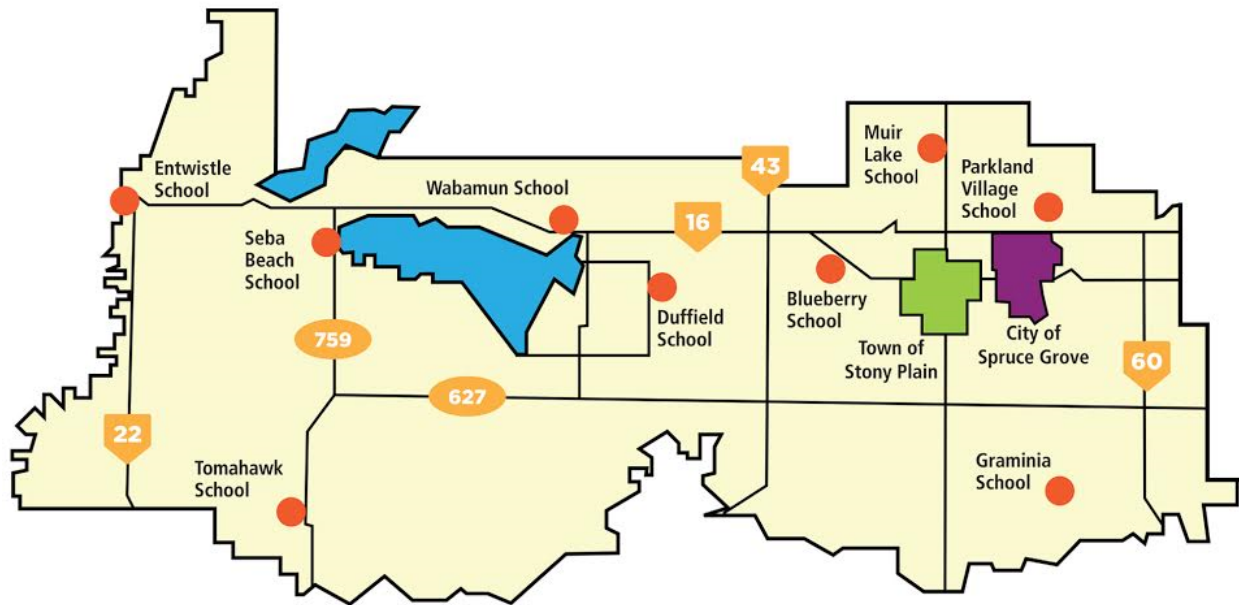 Entwistle
School
Wabamun School
43
Muir
Lake
School
Parkland
Village
School
16
Seba
Beach
School
Duffield
School
Blueberry
School
Town of
Stony Plain
City of
Spruce Grove
759
627
60
22
Tomahawk
School
Graminia
School